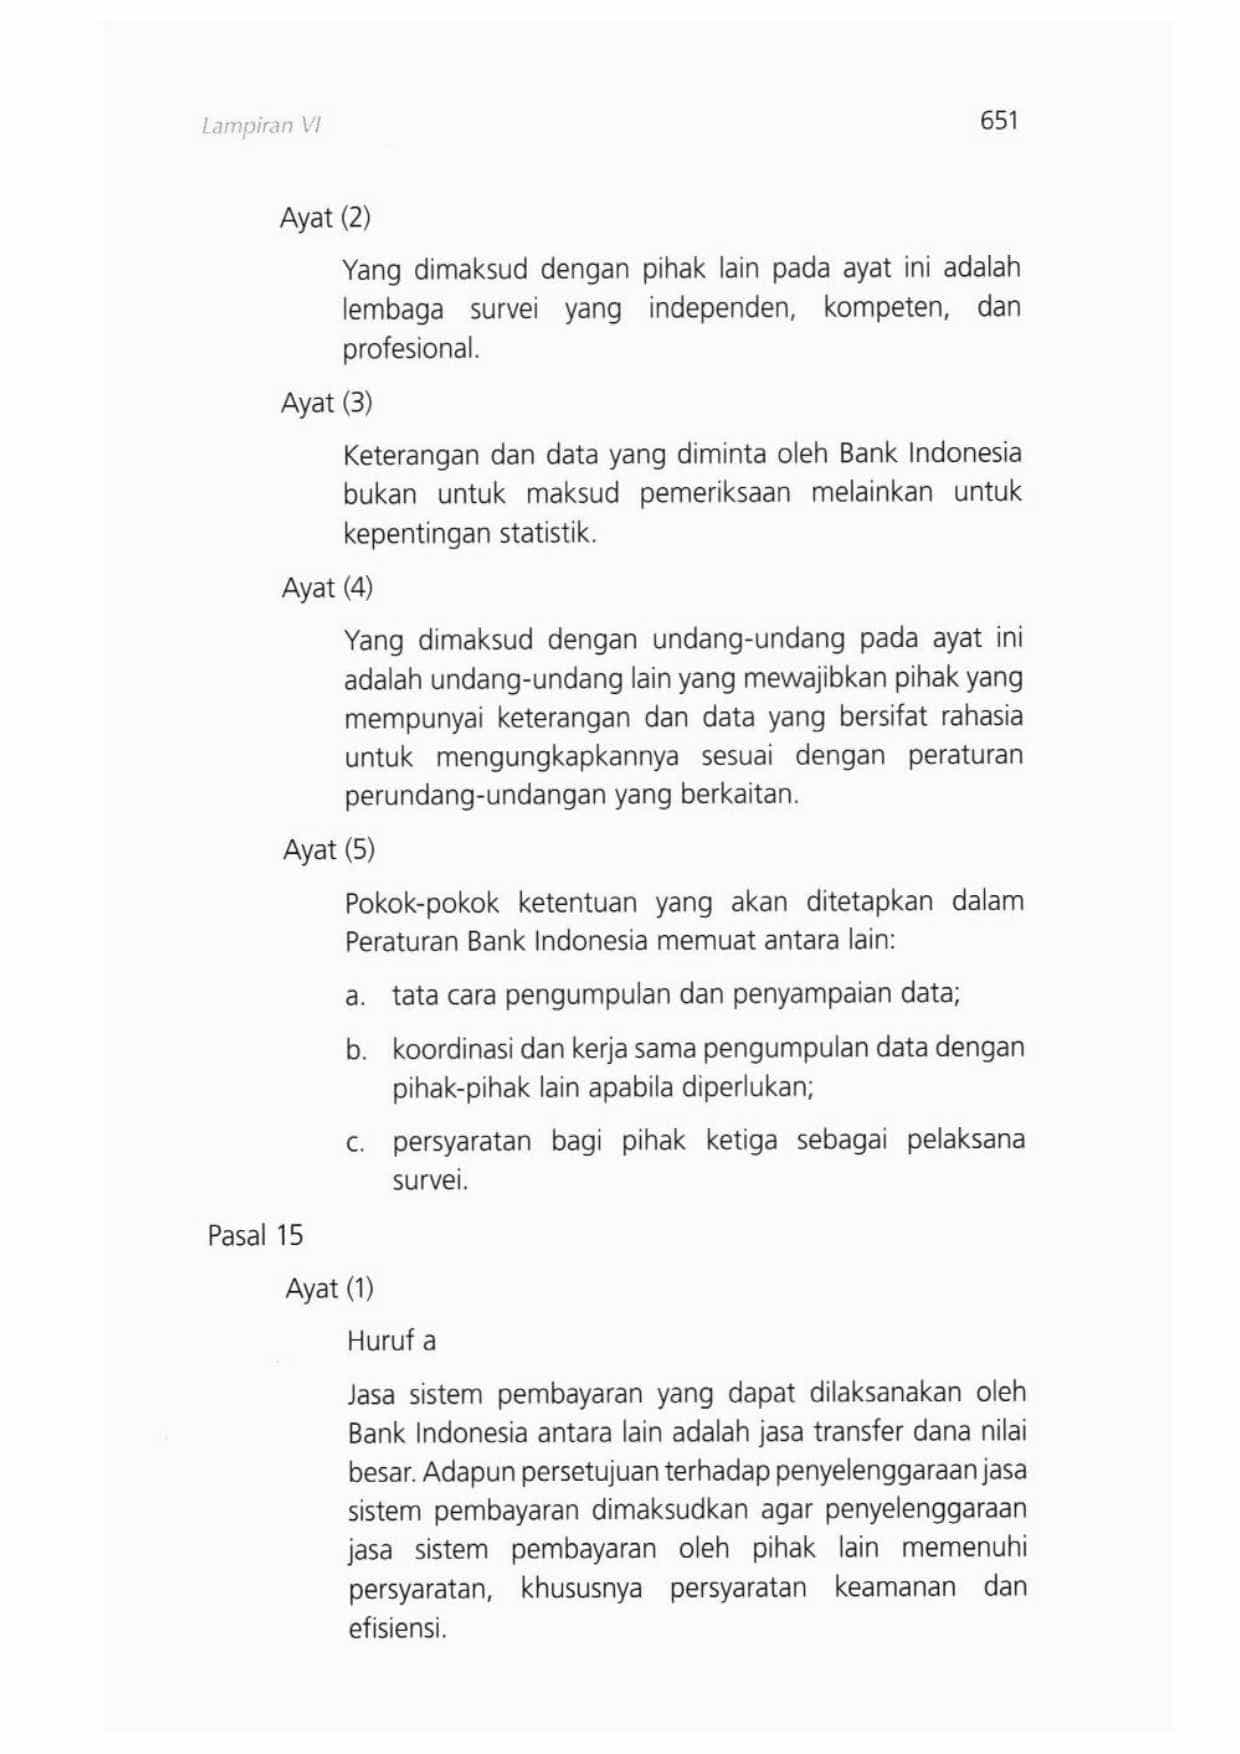 Lampiran VI
651
Ayat (2)
Yang dimaksud dengan pihak lain pada ayat ini adalah
lembaga survei yang independen, kompeten, dan
profesional.
Ayat (3)
Keterangan dan data yang diminta oleh Bank Indonesia
bukan untuk maksud pemeriksaan melainkan untuk
kepentingan statistik.
Ayat (4)
Yang dimaksud dengan undang-undang pada ayat ini
adalah undang-undang lain yang mewajibkan pihak yang
mempunyai keterangan dan data yang bersifat rahasia
untuk mengungkapkannya sesuai dengan peraturan
perundang-undangan yang berkaitan.
Ayat (5)
Pokok-pokok ketentuan yang akan ditetapkan dalam
Peraturan Bank Indonesia memuat antara lain:
a. tata cara pengumpulan dan penyampaian data;
b. koordinasi dan kerja sama pengumpulan data dengan
pihak-pihak lain apabila diperlukan;
c. persyaratan bagi pihak ketiga sebagai pelaksana
survei.
Pasal 15
Ayat (1)
Huruf a
Jasa sistem pembayaran yang dapat dilaksanakan oleh
Bank Indonesia antara lain adalah jasa transfer dana nilai
besar. Adapun persetujuan terhadap penyelenggaraan jasa
sistem pembayaran dimaksudkan agar penyelenggaraan
jasa sistem pembayaran oleh pihak lain memenuhi
persyaratan, khususnya persyaratan keamanan dan
efisiensi.